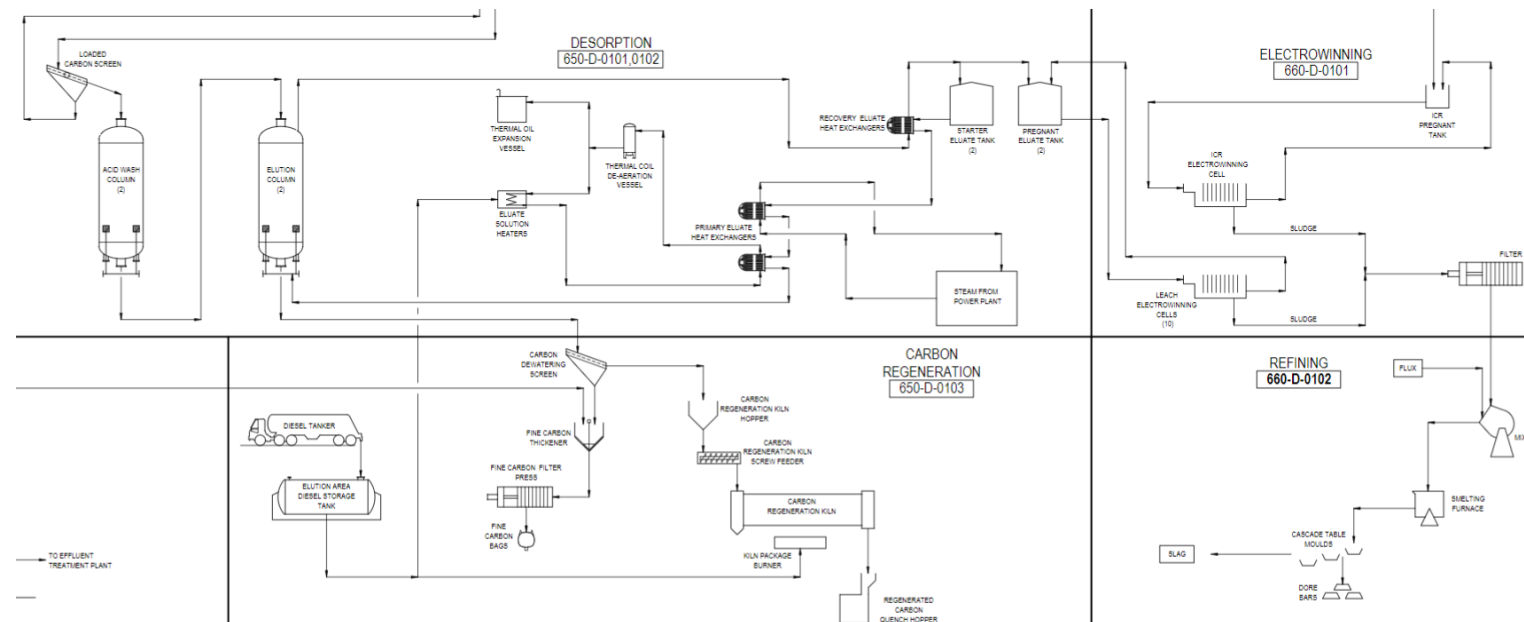 DESORPTION
650-D-0101,0102
ELECTROWINNING
660-D-0101
LOADED
CARBON SCREEN
ACID WASH
COLUMN
(2)
ELUTION
COLUMN
(2)
THERMAL OIL
EXPANSION
VESSEL
THERMAL COIL
DE-AERATION
VESSEL
ELUATE
SOLUTION
HEATERS
RECOVERY ELUATE
HEAT EXCHANGERS
STARTER
ELUATE TANK
(2)
PREGNANT
ELUATE TANK
(2)
PRIMARY ELUATE
HEAT EXCHANGERS
STEAM FROM
POWER PLANT
ICR
PREGNANT
TANK
ICR
ELECTROWINNING
CELL
SLUDGE
LEACH
ELECTROWINNING
CELLS
(10)
SLUDGE
FILTER
CARBON
REGENERATION
650-D-0103
CARBON
DEWATERING
SCREEN
CARBON
REGENERATION KILN
HOPPER
FINE CARBON
THICKENER
CARBON
REGENERATION KILN
SCREW FEEDER
FINE CARBON FILTER
PRESS
FINE
CARBON
BAGS
CARBON
REGENERATION KILN
KILN PACKAGE
BURNER
REGENERATED
CARBON
QUENCH HOPPER
DIESEL TANKER
ELUTION AREA
DIESEL STORAGE
TANK
TO EFFLUENT
TREATMENT PLANT
REFINING
660-D-0102
FLUX
SMELTING
FURNACE
CASCADE TABLE
MOULDS
SLAG
DORE
BARS